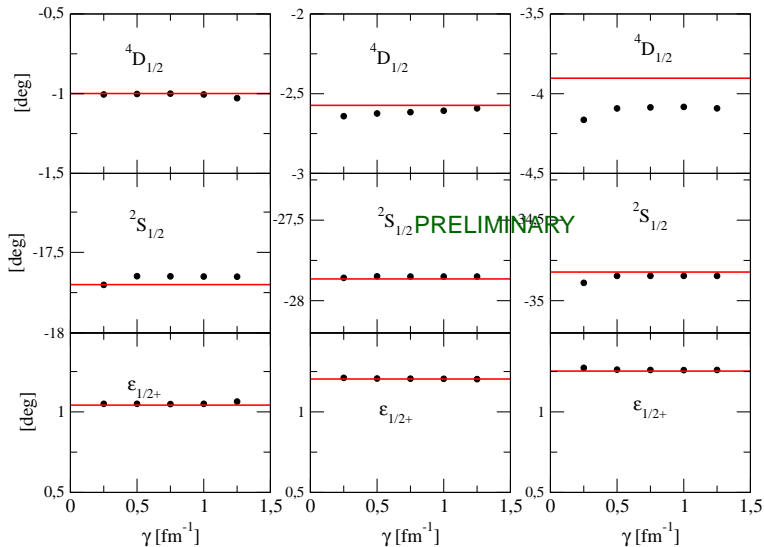 -0,5 -2 -3,5
⁴D₁/₂ ⁴D₁/₂ ⁴D₁/₂
[deg] -1 -2,5 -4
-1,5 -3 -4,5
²S₁/₂ ²S₁/₂ ²S₁/₂
-27,5 PRELIMINARY -34,5
[deg] -17,5
-28 -35
-18
ε₁/₂₊ ε₁/₂₊ ε₁/₂₊
[deg] 1 1 1
0,5 0,5 0,5
0 0,5 1 1,5 0 0,5 1 1,5 0 0,5 1 1,5
γ [fm⁻¹] γ [fm⁻¹] γ [fm⁻¹]